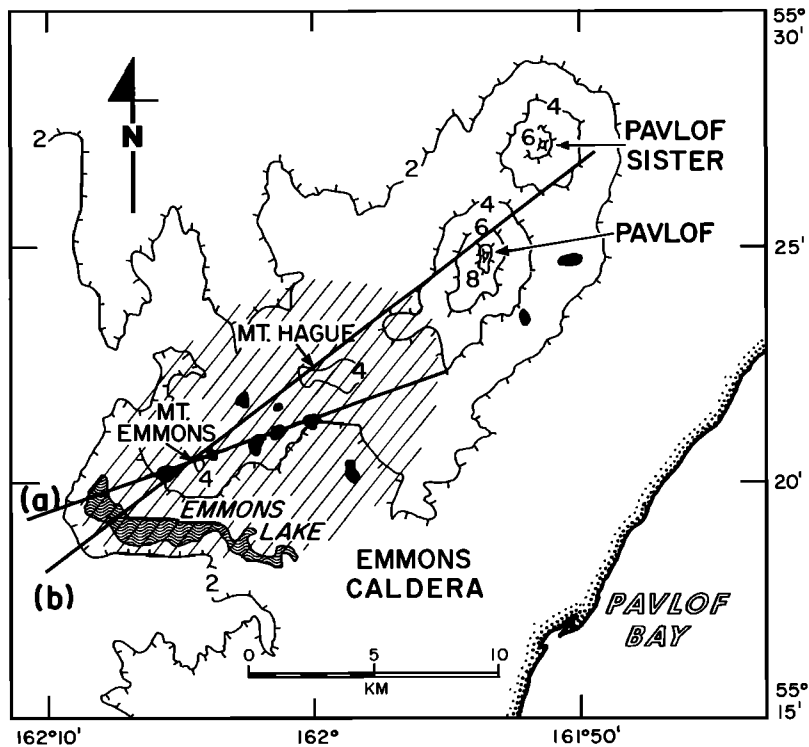 55°
30'
N
2
2
4
6
PAVLOF
SISTER
4
6
8
PAVLOF
25'
MT. HAGUE
4
MT.
EMMONS
4
20'
(a)
EMMONS
LAKE
EMMONS
CALDERA
(b)
2
PAVLOF
BAY
0 5 10
KM
55°
15'
162°10' 162° 161°50'